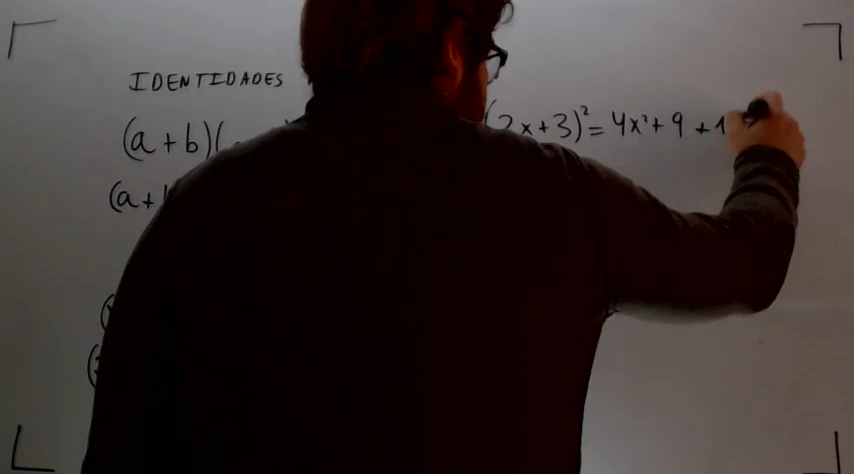 IDENTIDADES
(a+b)(
(2x+3)²=4x²+9+1
(a+